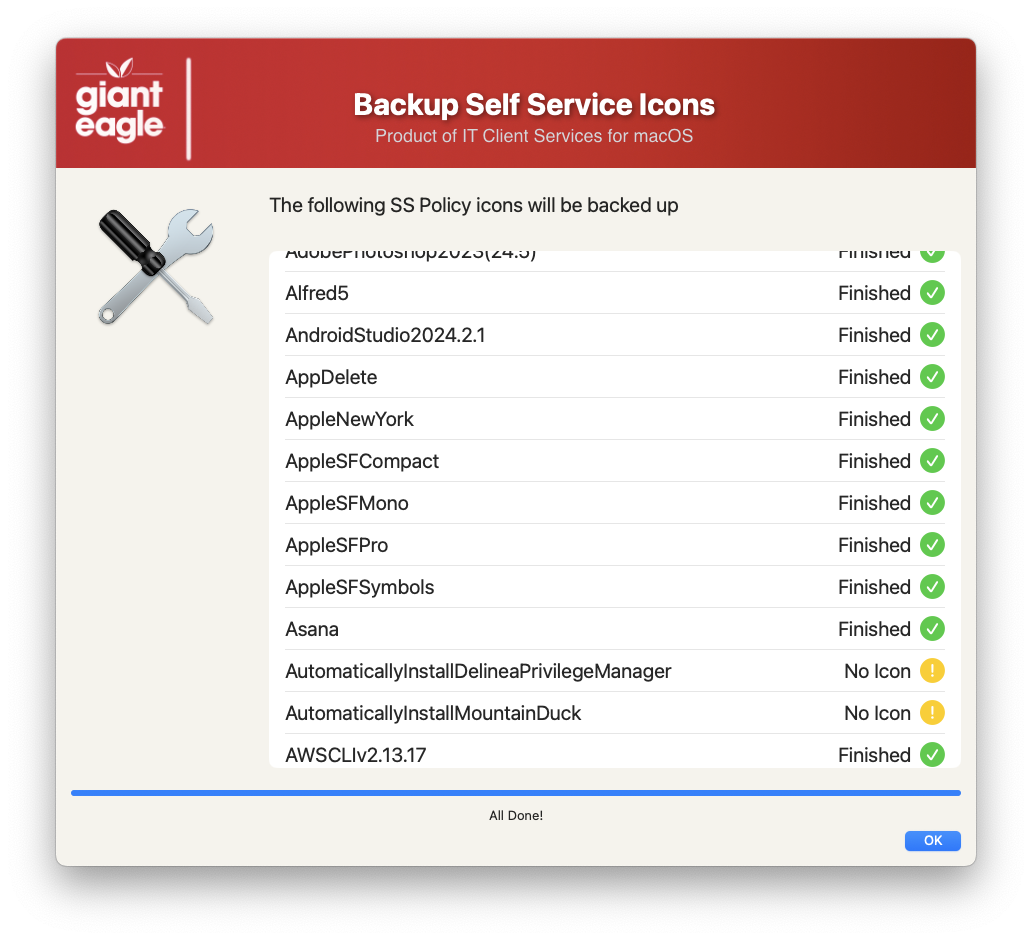 giant
eagle
Backup Self Service Icons
Product of IT Client Services for macOS
The following SS Policy icons will be backed up
AdobePhotoshop2023(24.5) Finished
Alfred5 Finished
AndroidStudio2024.2.1 Finished
AppDelete Finished
AppleNewYork Finished
AppleSFCompact Finished
AppleSFMono Finished
AppleSFPro Finished
AppleSFSymbols Finished
Asana Finished
AutomaticallyInstallDelineaPrivilegeManager No Icon
AutomaticallyInstallMountainDuck No Icon
AWSCLIv2.13.17 Finished
All Done!
OK